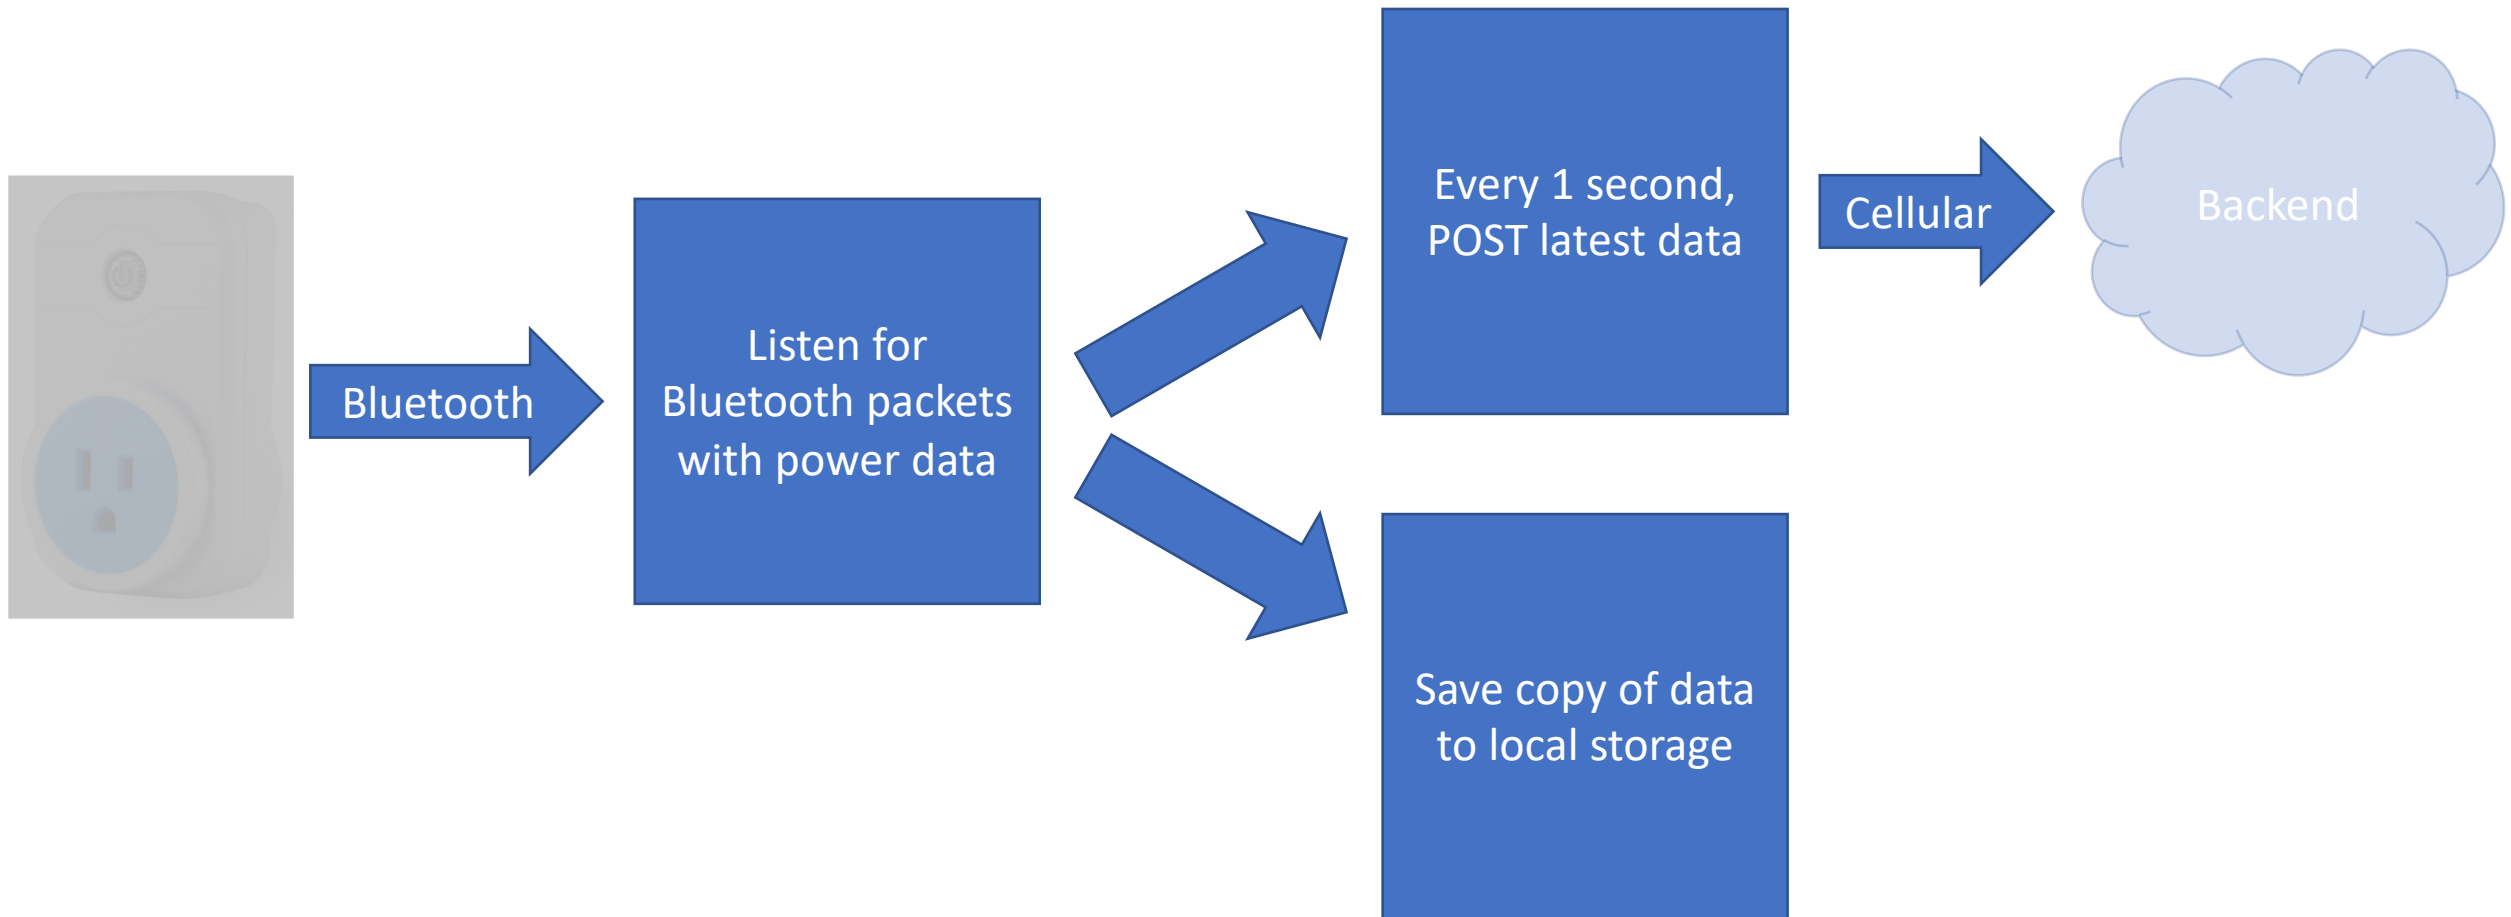 Bluetooth
Listen for
Bluetooth packets
with power data
Every 1 second,
POST latest data
Cellular
Backend
Save copy of data
to local storage